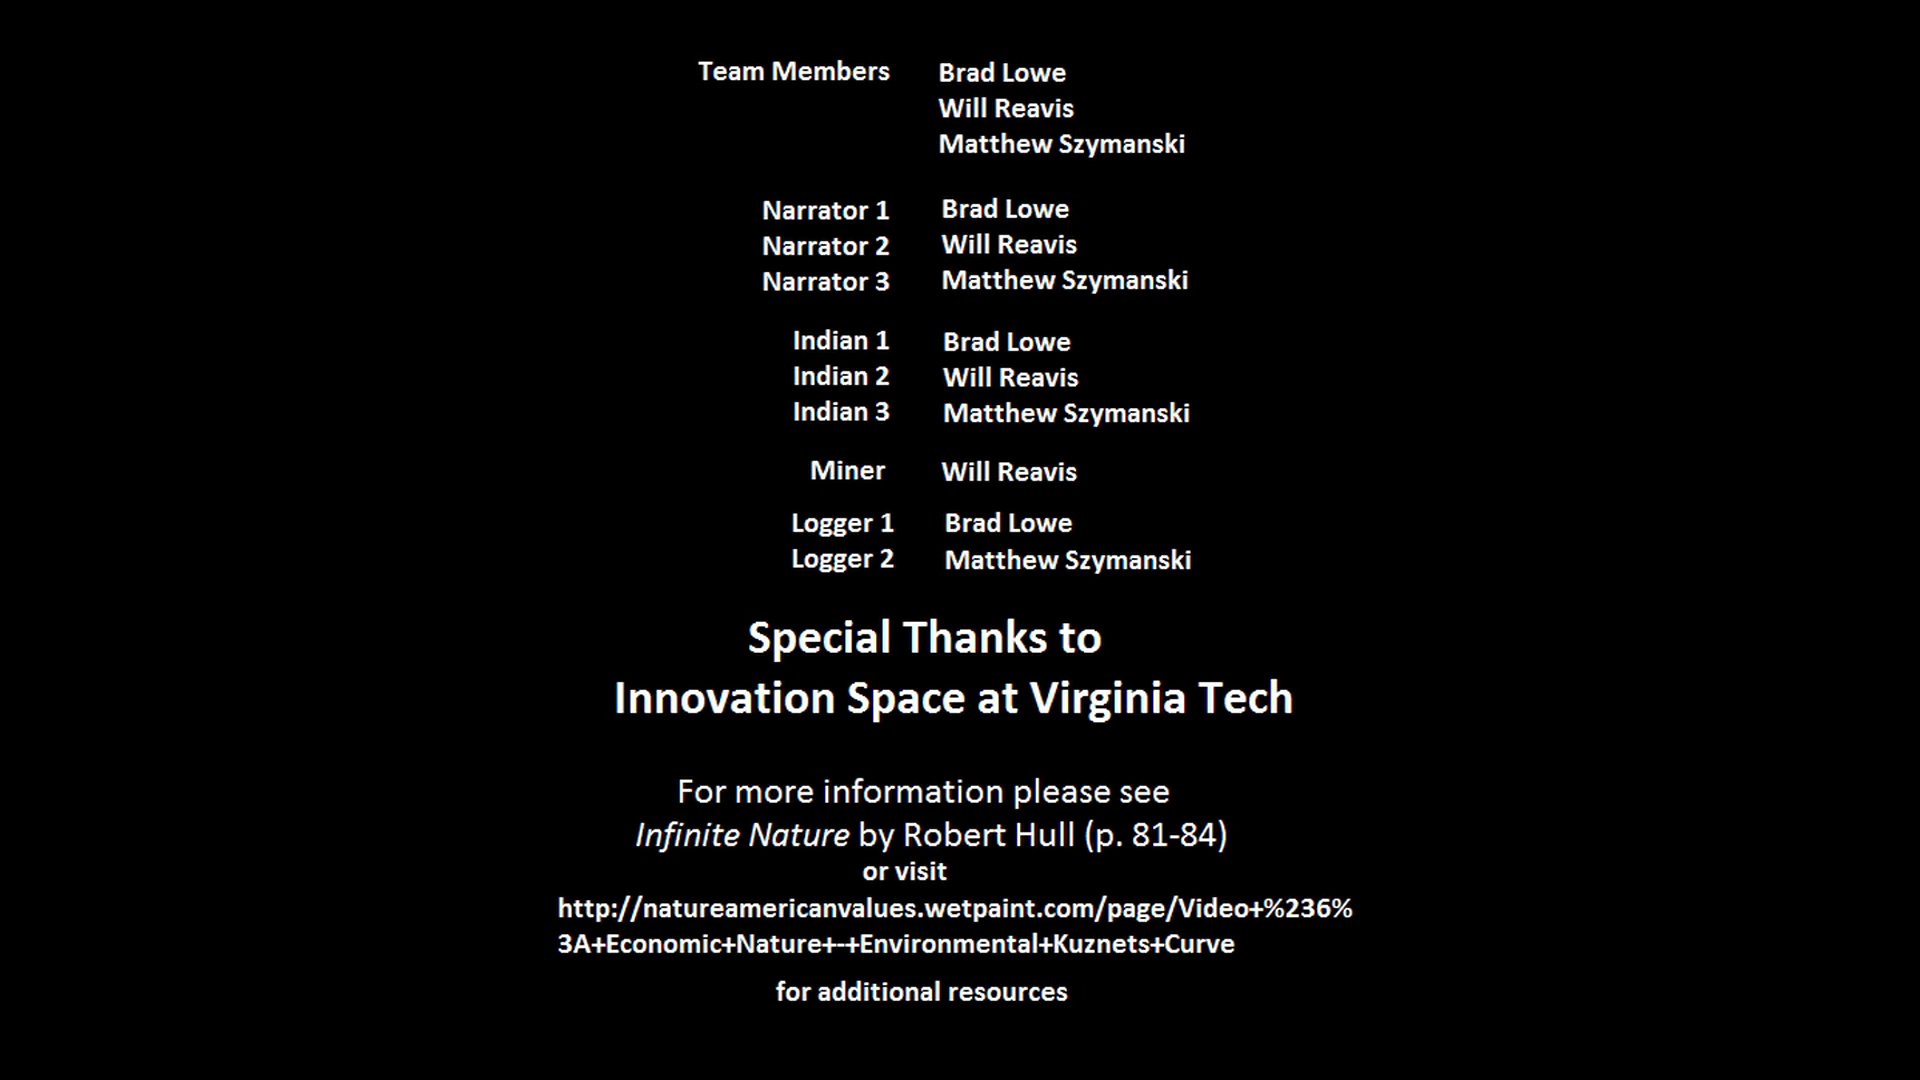 Team Members Brad Lowe
Will Reavis
Matthew Szymanski
Narrator 1 Brad Lowe
Narrator 2 Will Reavis
Narrator 3 Matthew Szymanski
Indian 1 Brad Lowe
Indian 2 Will Reavis
Indian 3 Matthew Szymanski
Miner Will Reavis
Logger 1 Brad Lowe
Logger 2 Matthew Szymanski
Special Thanks to
Innovation Space at Virginia Tech
For more information please see
Infinite Nature by Robert Hull (p. 81-84)
or visit
http://natureamericanvalues.wetpaint.com/page/Video+%236%
3A+Economic+Nature+-+Environmental+Kuznets+Curve
for additional resources